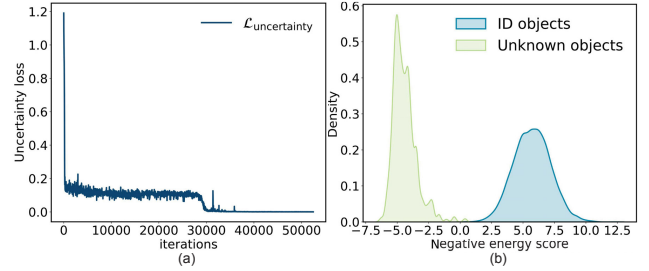 1.2
1.0
0.8
0.6
0.4
0.2
0.0
Uncertainty loss
ℒuncertainty
0 10000 20000 30000 40000 50000
iterations
(a)
0.6
0.5
0.4
0.3
0.2
0.1
0.0
Density
ID objects
Unknown objects
−7.5 −5.0 −2.5 0.0 2.5 5.0 7.5 10.0 12.5
Negative energy score
(b)